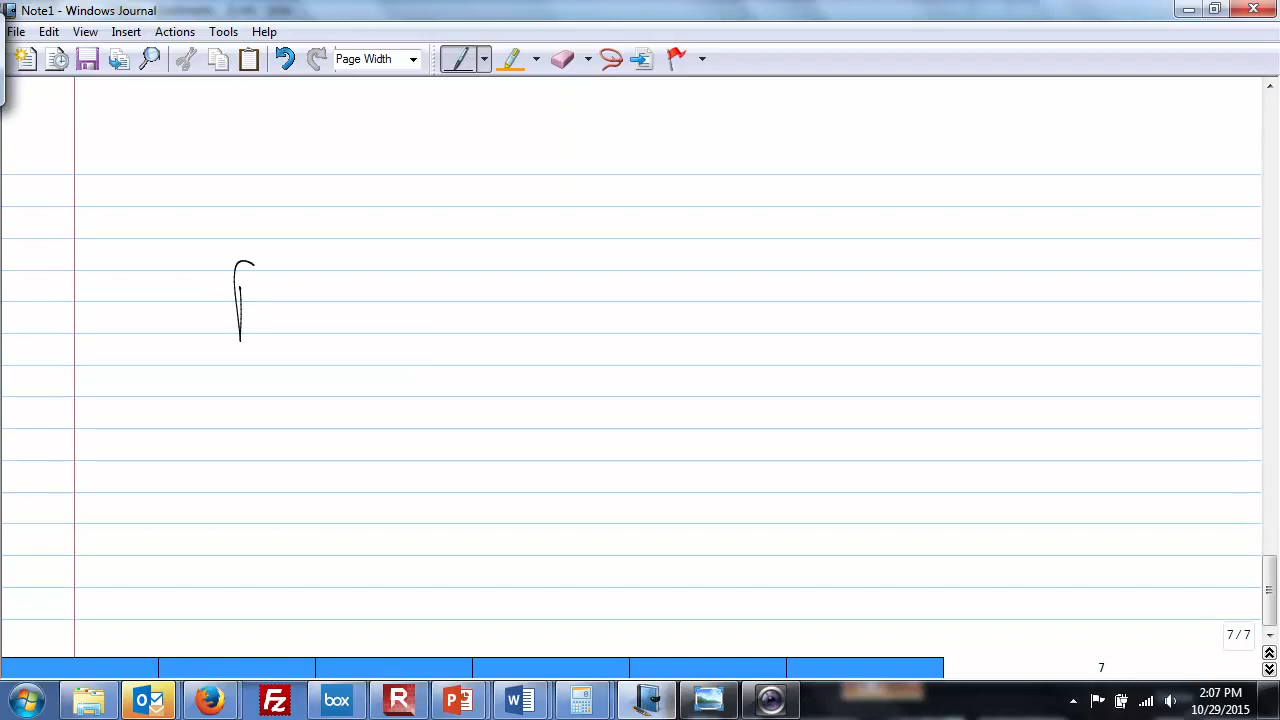 Note1 - Windows Journal
File Edit View Insert Actions Tools Help
Page Width
7 / 7
7
box
R
2:07 PM
10/29/2015